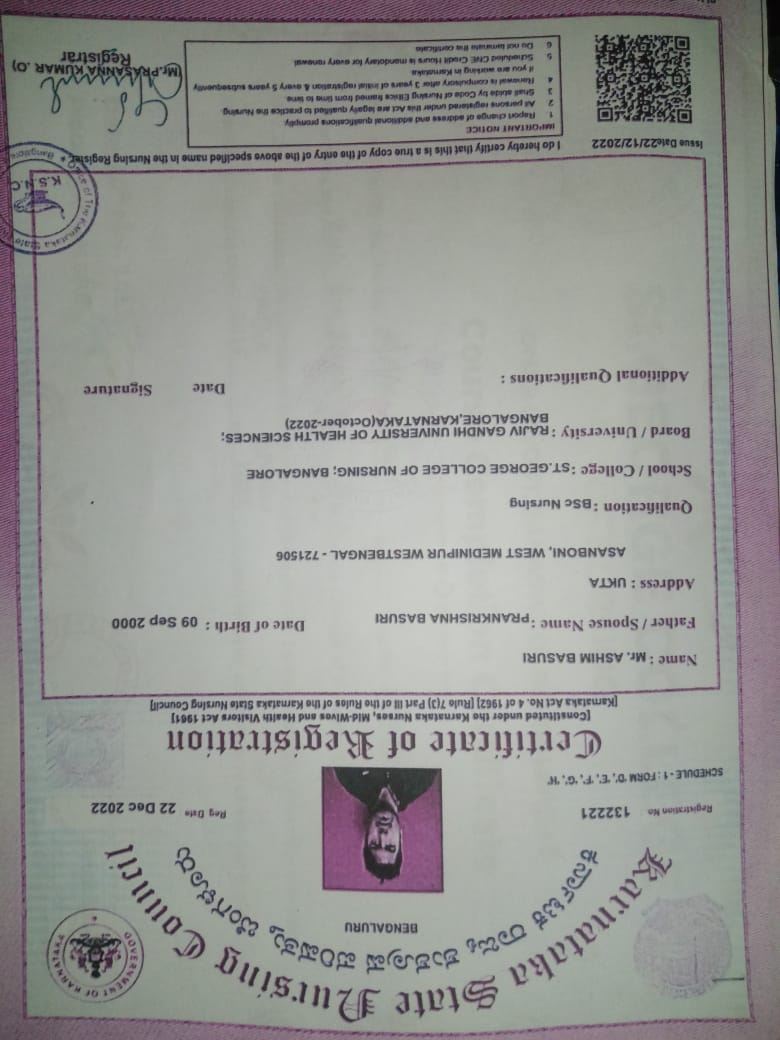 Karnataka State Nursing Council
ಕರ್ನಾಟಕ ರಾಜ್ಯ ಶುಶ್ರೂಷ ಪರಿಷತ್ತು, ಬೆಂಗಳೂರು
GOVERNMENT OF KARNATAKA
BENGALURU
Registration No 132221
Reg Date 22 Dec 2022
SCHEDULE - 1 : FORM 'D', 'E', 'F', 'G', 'H'
Certificate of Registration
[Constituted under the Karnataka Nurses, Mid-Wives and Health Visitors Act 1961]
[Karnataka Act No. 4 of 1962] [Rule 7(3) Part III of the Rules of the Karnataka State Nursing Council]
Name : Mr. ASHIM BASURI
Father / Spouse Name : PRANKRISHNA BASURI Date of Birth : 09 Sep 2000
Address : UKTA
ASANBONI, WEST MEDINIPUR WESTBENGAL - 721506
Qualification : BSc Nursing
School / College : ST.GEORGE COLLEGE OF NURSING; BANGALORE
Board / University : RAJIV GANDHI UNIVERSITY OF HEALTH SCIENCES;
BANGALORE,KARNATAKA(October-2022)
Additional Qualifications : Date Signature
I do hereby certify that this is a true copy of the entry of the above specified name in the Nursing Register.
Issue Date22/12/2022
IMPORTANT NOTICE
1 Report change of address and additional qualifications promptly.
2 All persons registered under this Act are legally qualified to practice the Nursing
3 Shall abide by Code of Nursing Ethics framed from time to time
4 Renewal is compulsory after 3 years of initial registration & every 5 years subsequently
if you are working in Karnataka
5 Scheduled CNE Credit Hours is mandatory for every renewal.
6 Do not laminate the certificate
Office of The Karnataka State
K.S.N.C
Bangalore
(Mr.PRASANNA KUMAR .O)
Registrar